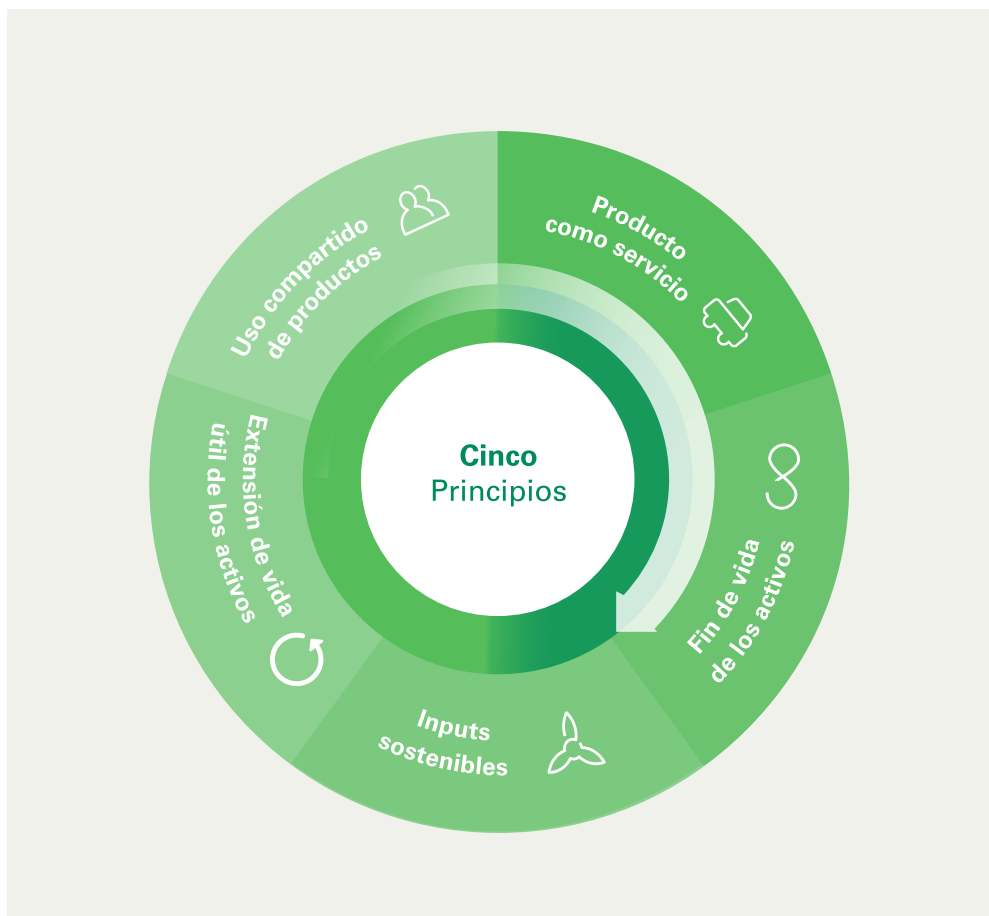 Cinco
Principios
Producto
como servicio
Fin de vida
de los activos
Inputs
sostenibles
Extensión de vida
útil de los activos
Uso compartido
de productos